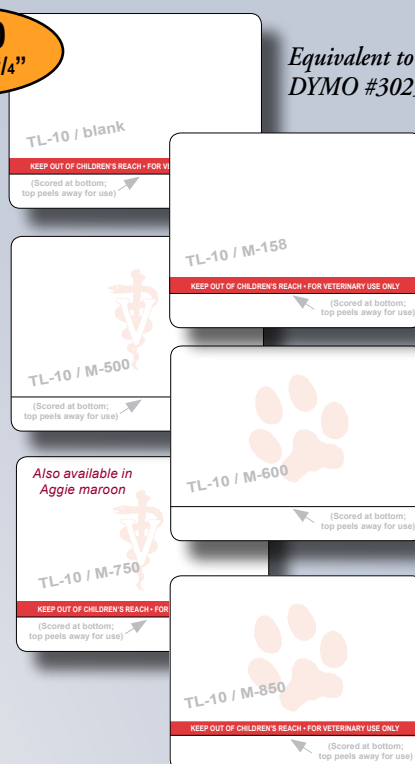 /4”
Equivalent to
DYMO #302
TL-10 / blank
KEEP OUT OF CHILDREN'S REACH • FOR
(Scored at bottom;
top peels away for use)
TL-10 / M-158
KEEP OUT OF CHILDREN'S REACH • FOR VETERINARY USE ONLY
(Scored at bottom;
top peels away for use)
V
TL-10 / M-500
(Scored at bottom;
top peels away for use)
TL-10 / M-600
(Scored at bottom;
top peels away for use)
Also available in
Aggie maroon
V
TL-10 / M-750
KEEP OUT OF CHILDREN'S REACH • FOR
(Scored at bottom;
top peels away for use)
TL-10 / M-850
KEEP OUT OF CHILDREN'S REACH • FOR VETERINARY USE ONLY
(Scored at bottom;
top peels away for use)